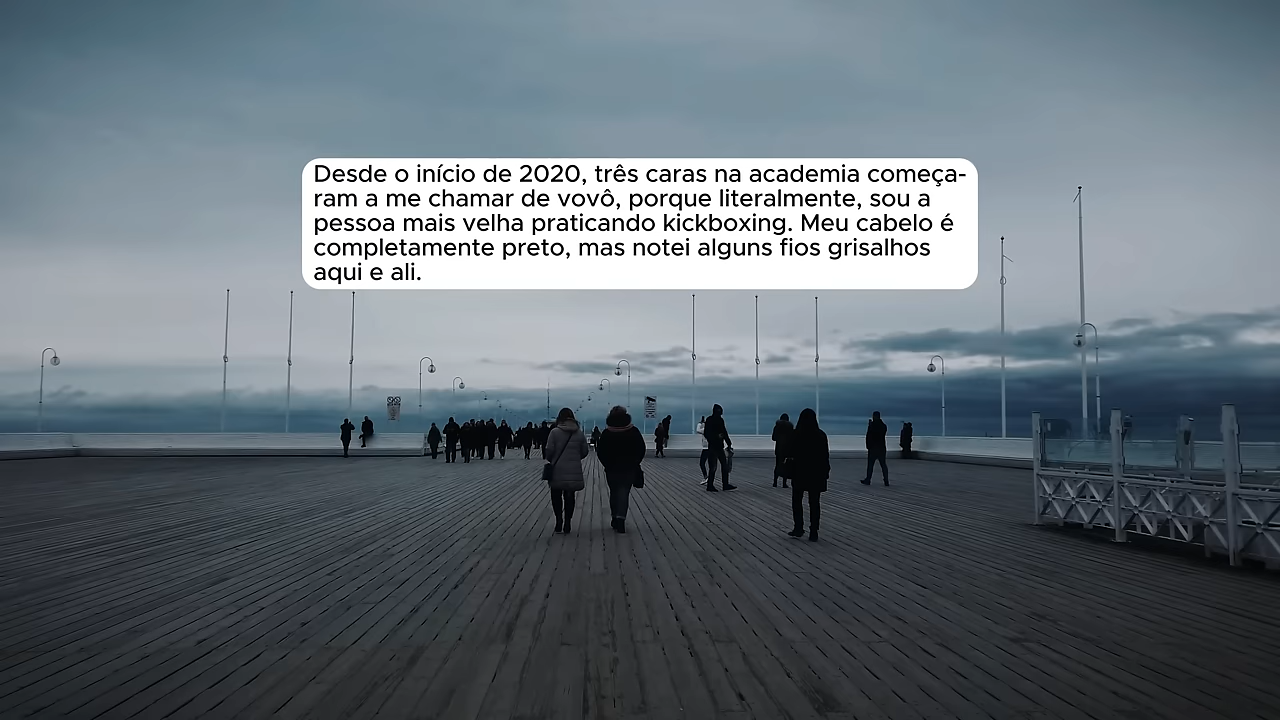 Desde o início de 2020, três caras na academia começa-
ram a me chamar de vovô, porque literalmente, sou a
pessoa mais velha praticando kickboxing. Meu cabelo é
completamente preto, mas notei alguns fios grisalhos
aqui e ali.